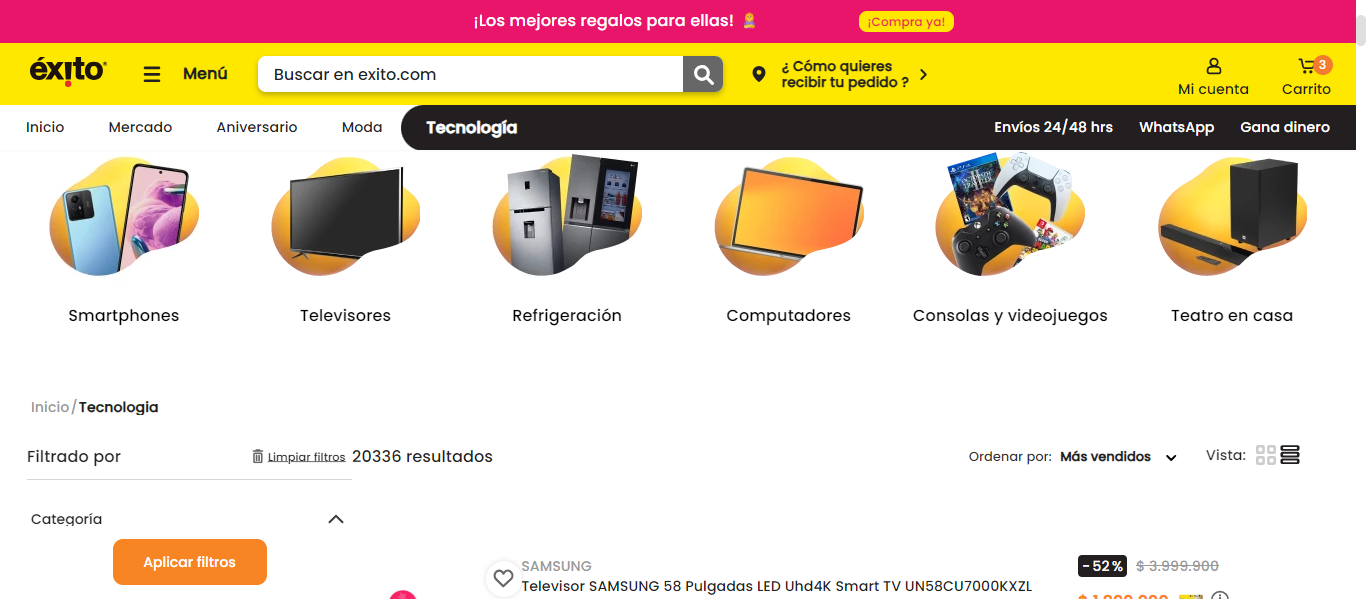 ¡Los mejores regalos para ellas!
¡Compra ya!
éxito
Menú
Buscar en exito.com
¿ Cómo quieres
recibir tu pedido ?
Mi cuenta
3
Carrito
Inicio
Mercado
Aniversario
Moda
Tecnología
Envíos 24/48 hrs
WhatsApp
Gana dinero
Smartphones
Televisores
Refrigeración
Computadores
Consolas y videojuegos
Teatro en casa
Inicio/Tecnologia
Filtrado por
Limpiar filtros
20336 resultados
Ordenar por: Más vendidos
Vista:
Categoría
Aplicar filtros
SAMSUNG
Televisor SAMSUNG 58 Pulgadas LED Uhd4K Smart TV UN58CU7000KXZL
- 52 %
$ 3.999.900